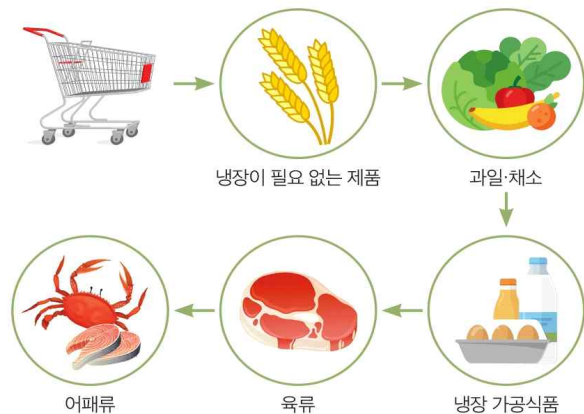 냉장이 필요 없는 제품
과일·채소
냉장 가공식품
육류
어패류